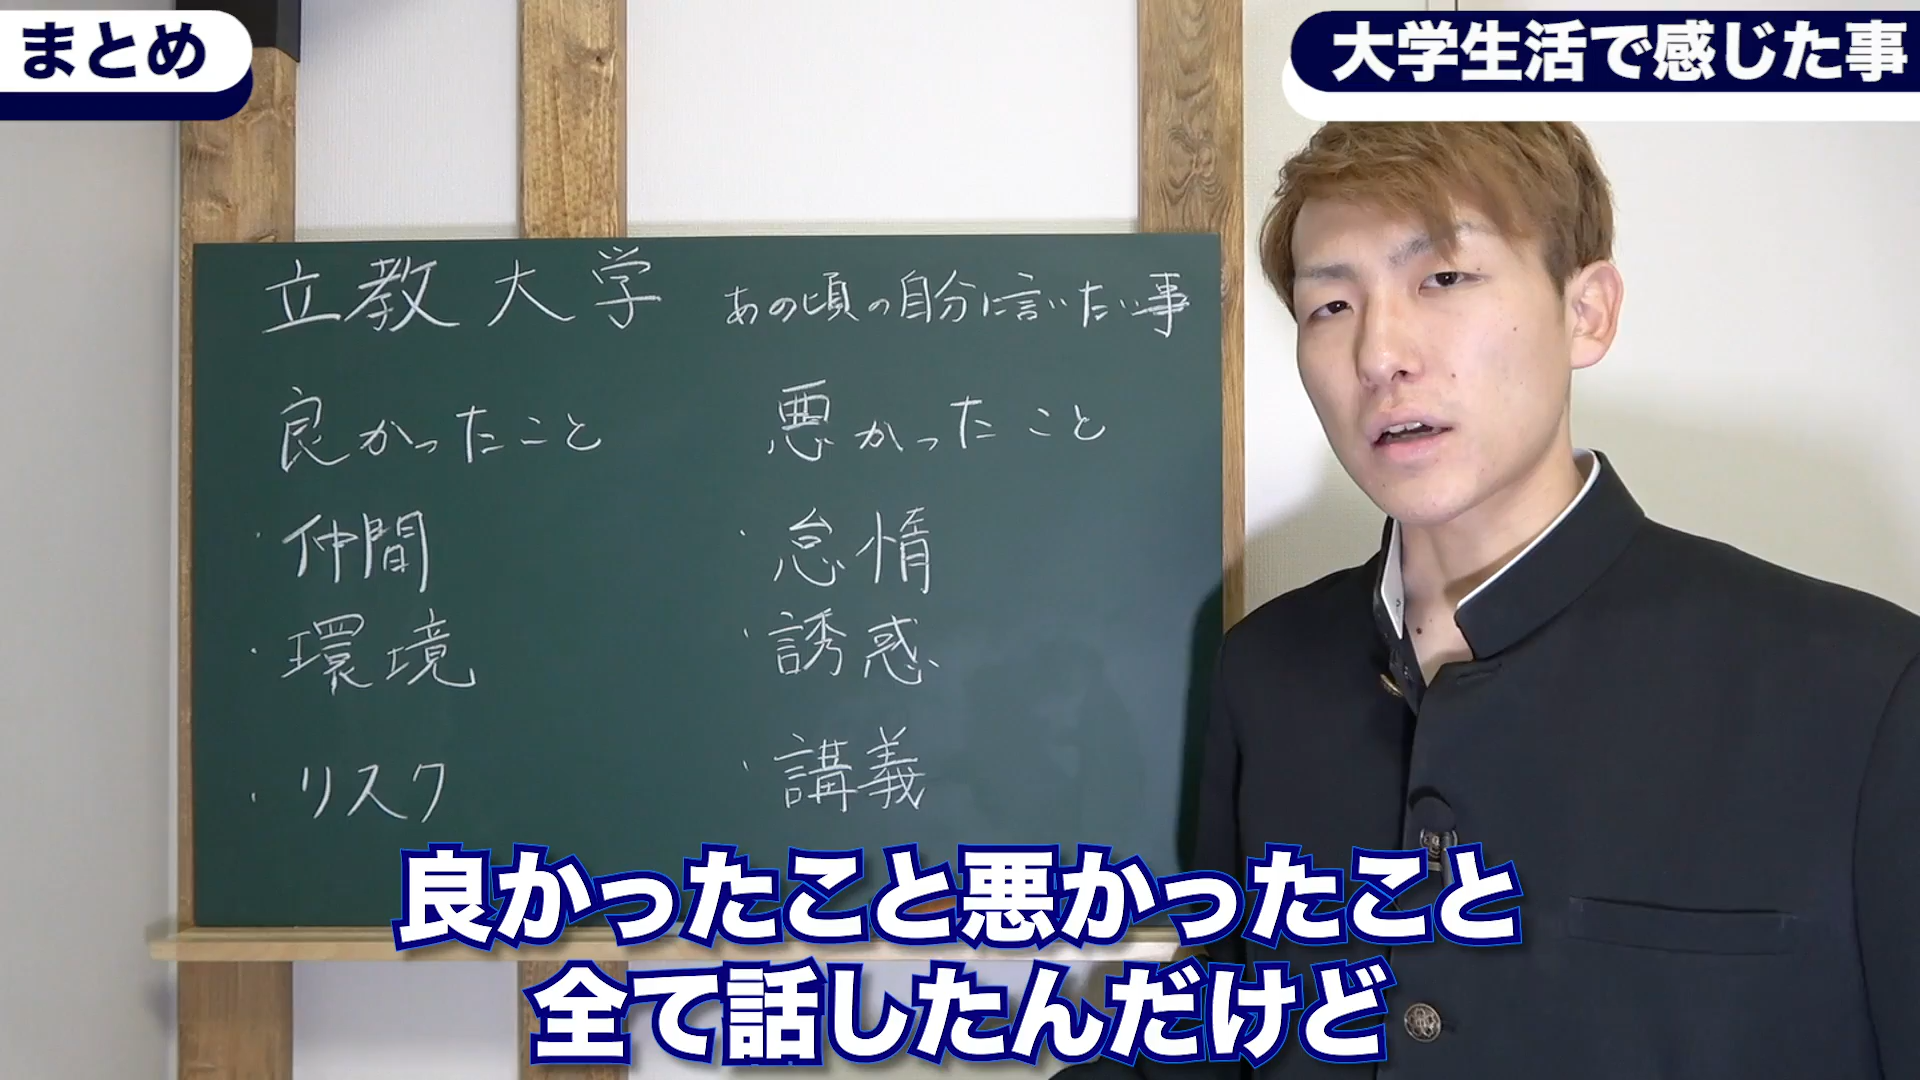 まとめ
大学生活で感じた事
立教大学 あの頃の自分に言いたい事
良かったこと
悪かったこと
・仲間
・怠惰
・環境
・誘惑
・リスク
・講義
良かったこと悪かったこと
全て話したんだけど